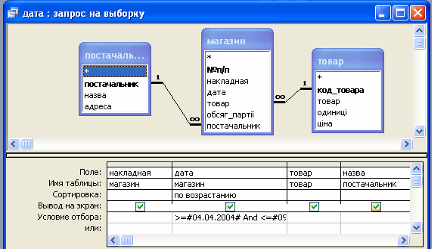 дата : запрос на выборку
постачаль...
*
постачальник
назва
адреса
1
∞
магазин
*
№п/п
накладная
дата
товар
обсяг_партії
постачальник
∞
1
товар
*
код_товара
товар
одиниці
ціна
Поле: накладная дата товар назва
Имя таблицы: магазин магазин товар постачальник
Сортировка: по возрастанию
Вывод на экран:
Условие отбора: >=#04.04.2004# And <=#09
или: